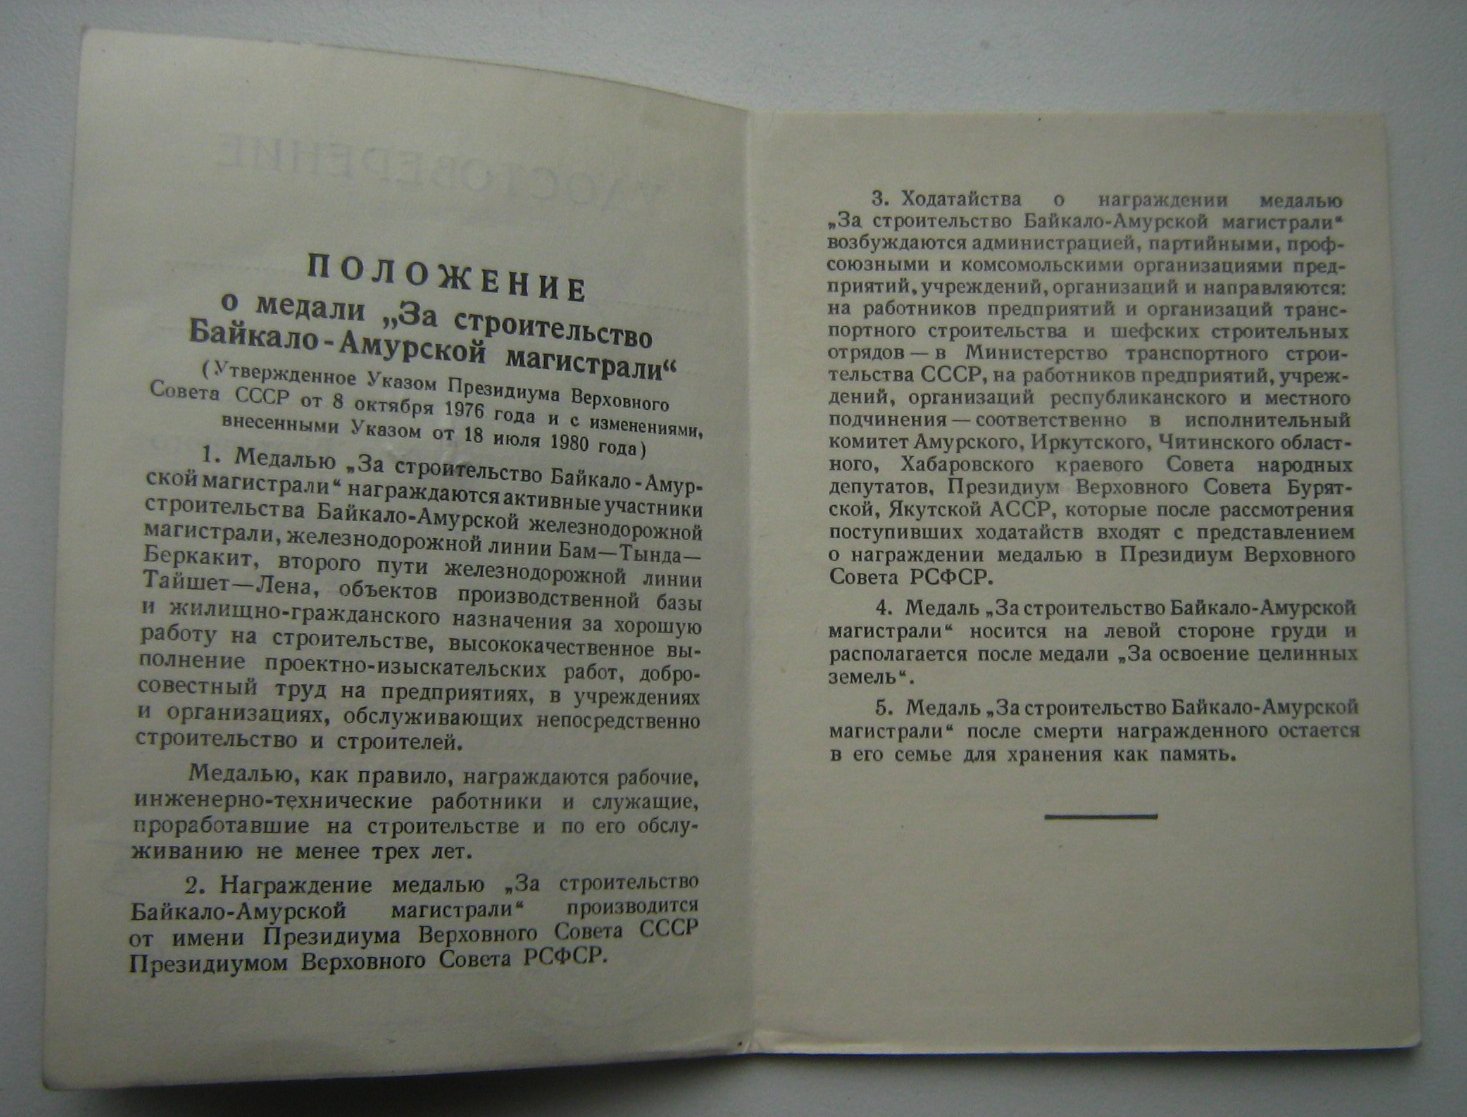 ПОЛОЖЕНИЕ
о медали „За строительство
Байкало-Амурской магистрали“
(Утвержденное Указом Президиума Верховного
Совета СССР от 8 октября 1976 года и с изменениями,
внесенными Указом от 18 июля 1980 года)
1. Медалью „За строительство Байкало-Амур-
ской магистрали“ награждаются активные участники
строительства Байкало-Амурской железнодорожной
магистрали, железнодорожной линии Бам—Тында—
Беркакит, второго пути железнодорожной линии
Тайшет—Лена, объектов производственной базы
и жилищно-гражданского назначения за хорошую
работу на строительстве, высококачественное вы-
полнение проектно-изыскательских работ, добро-
совестный труд на предприятиях, в учреждениях
и организациях, обслуживающих непосредственно
строительство и строителей.
Медалью, как правило, награждаются рабочие,
инженерно-технические работники и служащие,
проработавшие на строительстве и по его обслу-
живанию не менее трех лет.
2. Награждение медалью „За строительство
Байкало-Амурской магистрали“ производится
от имени Президиума Верховного Совета СССР
Президиумом Верховного Совета РСФСР.
3. Ходатайства о награждении медалью
„За строительство Байкало-Амурской магистрали“
возбуждаются администрацией, партийными, проф-
союзными и комсомольскими организациями пред-
приятий, учреждений, организаций и направляются:
на работников предприятий и организаций транс-
портного строительства и шефских строительных
отрядов — в Министерство транспортного строи-
тельства СССР, на работников предприятий, учреж-
дений, организаций республиканского и местного
подчинения — соответственно в исполнительный
комитет Амурского, Иркутского, Читинского област-
ного, Хабаровского краевого Совета народных
депутатов, Президиум Верховного Совета Бурят-
ской, Якутской АССР, которые после рассмотрения
поступивших ходатайств входят с представлением
о награждении медалью в Президиум Верховного
Совета РСФСР.
4. Медаль „За строительство Байкало-Амурской
магистрали“ носится на левой стороне груди и
располагается после медали „За освоение целинных
земель“.
5. Медаль „За строительство Байкало-Амурской
магистрали“ после смерти награжденного остается
в его семье для хранения как память.